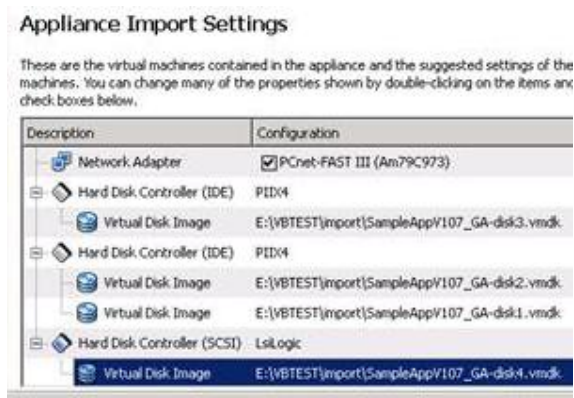 Appliance Import Settings
These are the virtual machines contained in the appliance and the suggested settings of the
machines. You can change many of the properties shown by double-clicking on the items and
check boxes below.
Description Configuration
Network Adapter PCnet-FAST III (Am79C973)
Hard Disk Controller (IDE) PIIX4
Virtual Disk Image E:\VBTEST\import\SampleAppV107_GA-disk3.vmdk
Hard Disk Controller (IDE) PIIX4
Virtual Disk Image E:\VBTEST\import\SampleAppV107_GA-disk2.vmdk
Virtual Disk Image E:\VBTEST\import\SampleAppV107_GA-disk1.vmdk
Hard Disk Controller (SCSI) LsiLogic
Virtual Disk Image E:\VBTEST\import\SampleAppV107_GA-disk4.vmdk